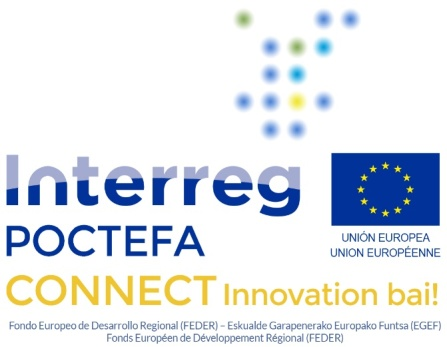 Interreg
POCTEFA
UNIÓN EUROPEA
UNION EUROPÉENNE
CONNECT Innovation bai!
Fondo Europeo de Desarrollo Regional (FEDER) – Eskualde Garapenerako Europako Funtsa (EGEF)
Fonds Européen de Développement Régional (FEDER)